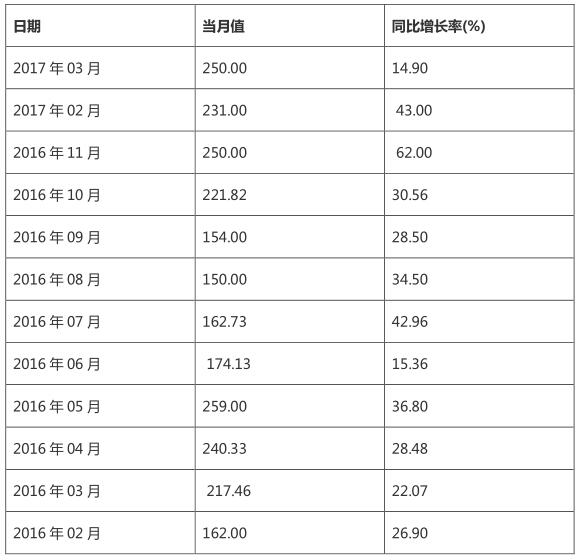 日期 当月值 同比增长率(%)
2017 年 03 月 250.00 14.90
2017 年 02 月 231.00 43.00
2016 年 11 月 250.00 62.00
2016 年 10 月 221.82 30.56
2016 年 09 月 154.00 28.50
2016 年 08 月 150.00 34.50
2016 年 07 月 162.73 42.96
2016 年 06 月 174.13 15.36
2016 年 05 月 259.00 36.80
2016 年 04 月 240.33 28.48
2016 年 03 月 217.46 22.07
2016 年 02 月 162.00 26.90